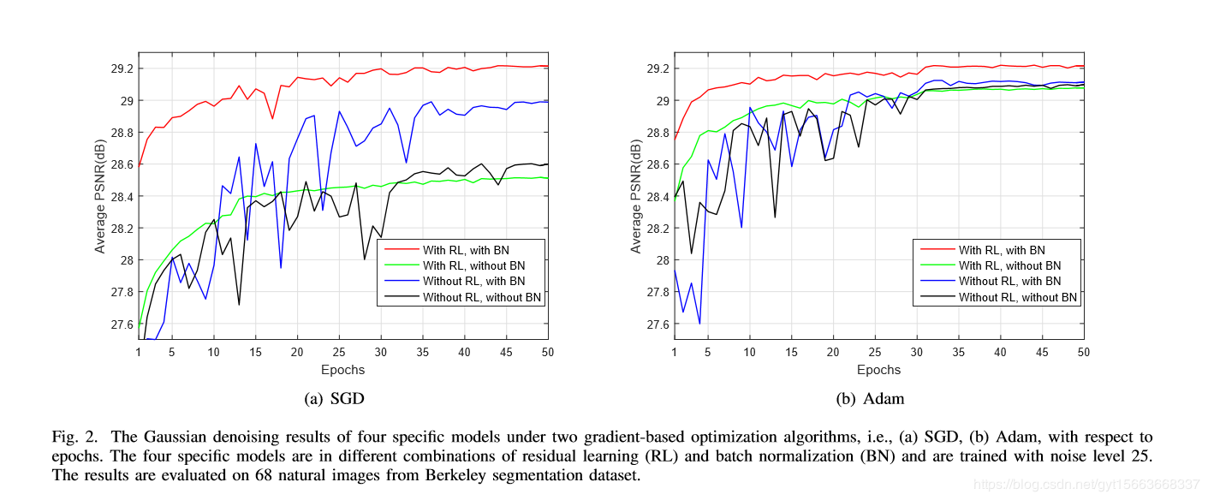 29.2
29
28.8
28.6
28.4
28.2
28
27.8
27.6
Average PSNR(dB)
1 5 10 15 20 25 30 35 40 45 50
Epochs
With RL, with BN
With RL, without BN
Without RL, with BN
Without RL, without BN
(a) SGD
29.2
29
28.8
28.6
28.4
28.2
28
27.8
27.6
Average PSNR(dB)
1 5 10 15 20 25 30 35 40 45 50
Epochs
With RL, with BN
With RL, without BN
Without RL, with BN
Without RL, without BN
(b) Adam
Fig. 2. The Gaussian denoising results of four specific models under two gradient-based optimization algorithms, i.e., (a) SGD, (b) Adam, with respect to
epochs. The four specific models are in different combinations of residual learning (RL) and batch normalization (BN) and are trained with noise level 25.
The results are evaluated on 68 natural images from Berkeley segmentation dataset.
https://blog.csdn.net/gyt15663668337